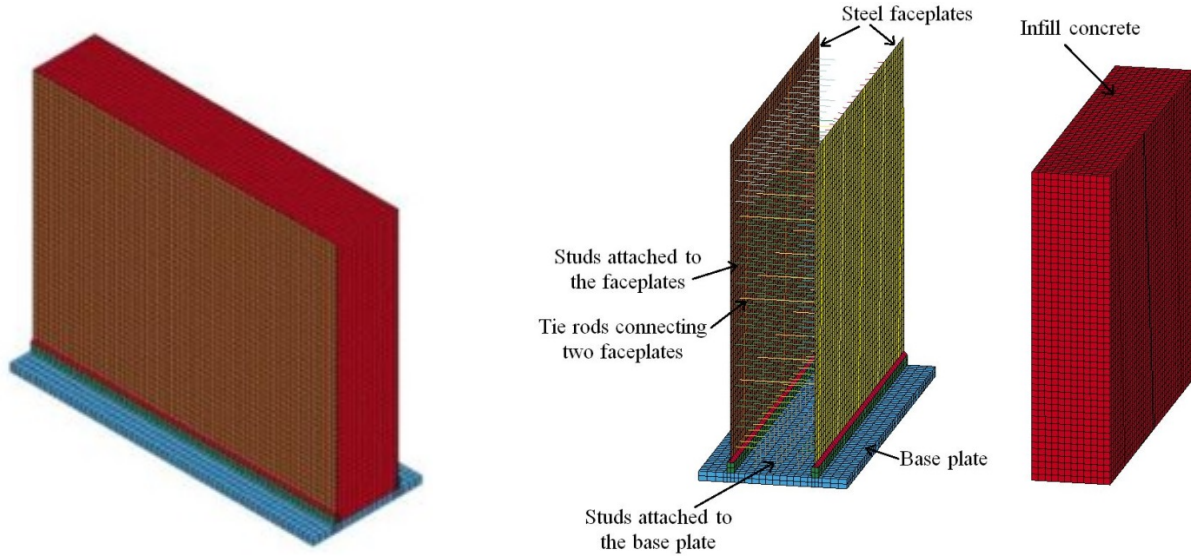 Steel faceplates
Infill concrete
Studs attached to
the faceplates
Tie rods connecting
two faceplates
Base plate
Studs attached to
the base plate